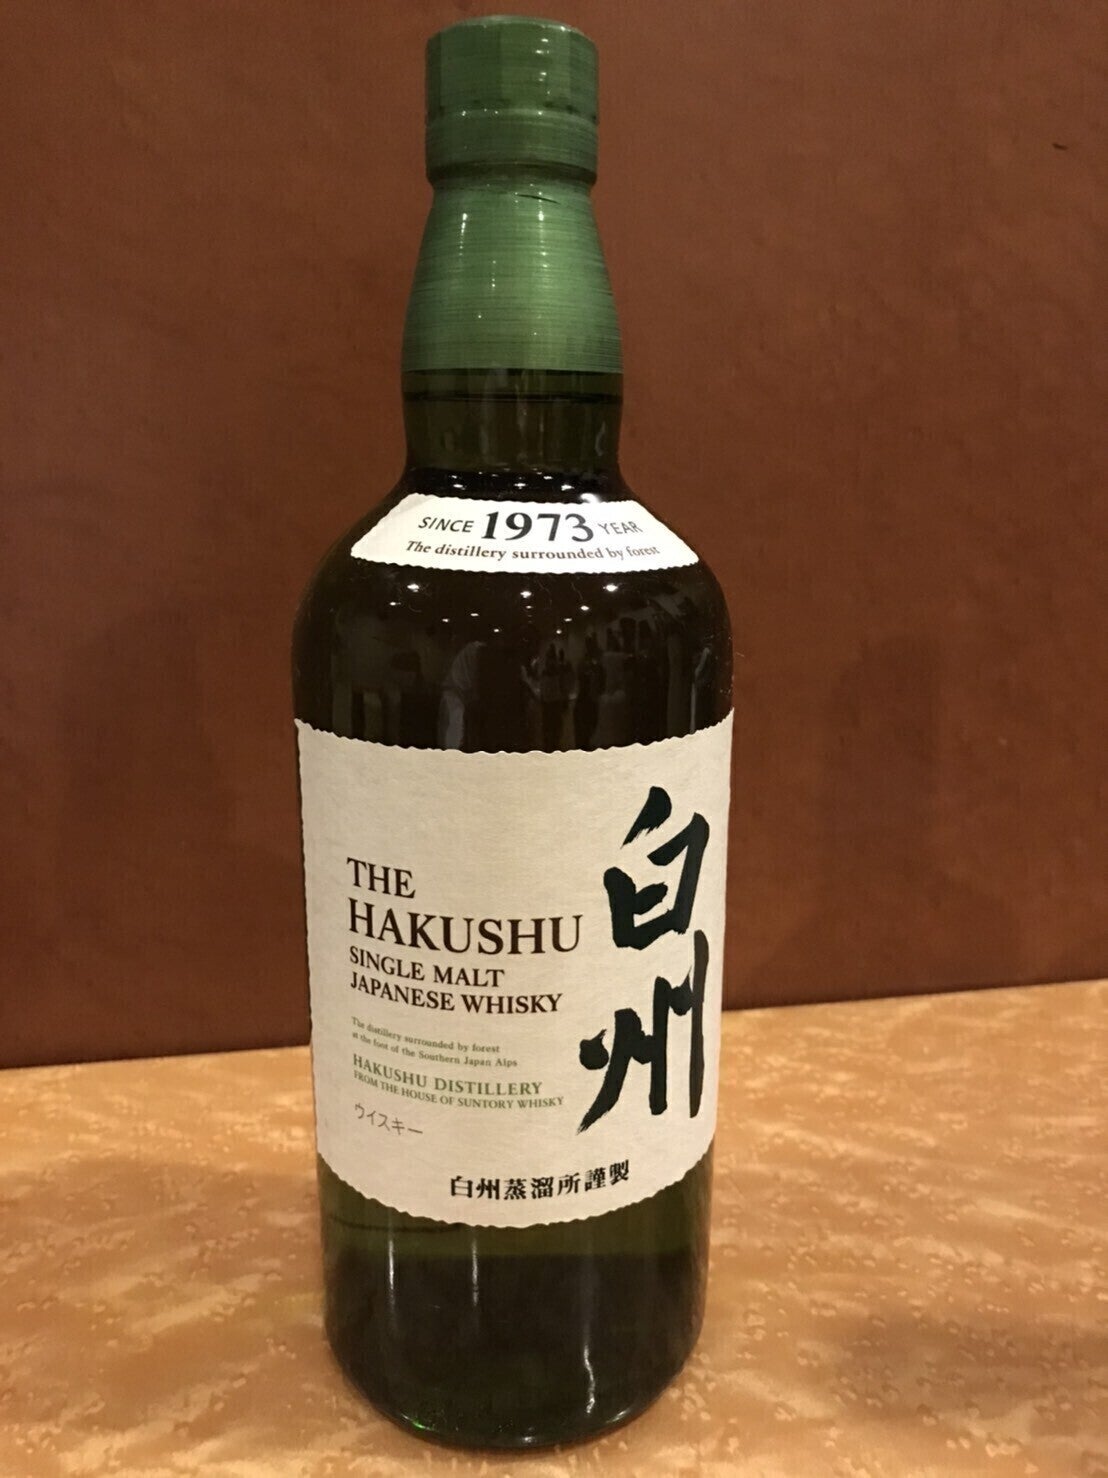 SINCE 1973 YEAR
The distillery surrounded by forest
白州
THE
HAKUSHU
SINGLE MALT
JAPANESE WHISKY
The distillery surrounded by forest
at the foot of the Southern Japan Alps
HAKUSHU DISTILLERY
FROM THE HOUSE OF SUNTORY WHISKY
ウイスキー
白州蒸溜所謹製